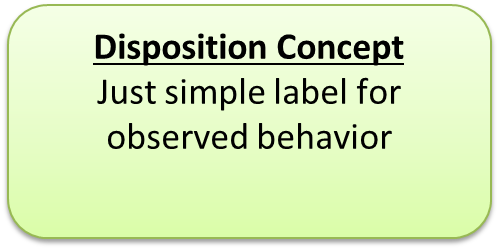 Disposition Concept
Just simple label for
observed behavior